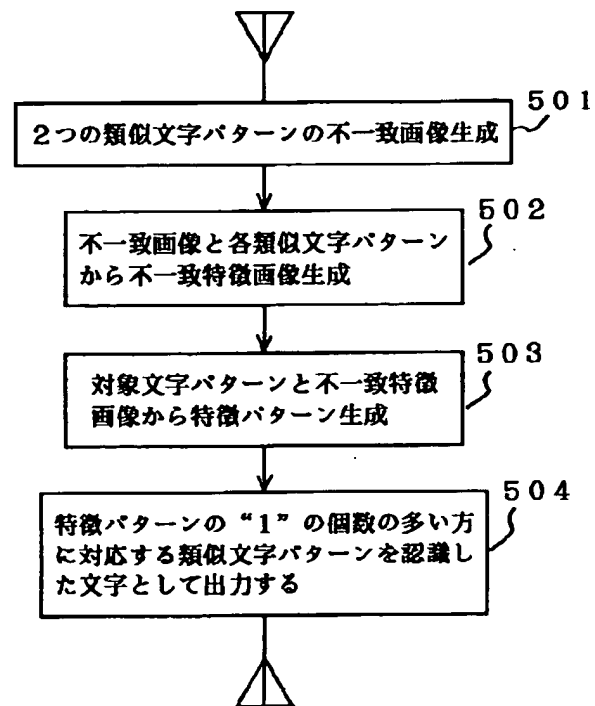 501
2つの類似文字パターンの不一致画像生成
502
不一致画像と各類似文字パターン
から不一致特徴画像生成
503
対象文字パターンと不一致特徴
画像から特徴パターン生成
504
特徴パターンの“1”の個数の多い方
に対応する類似文字パターンを認識し
た文字として出力する